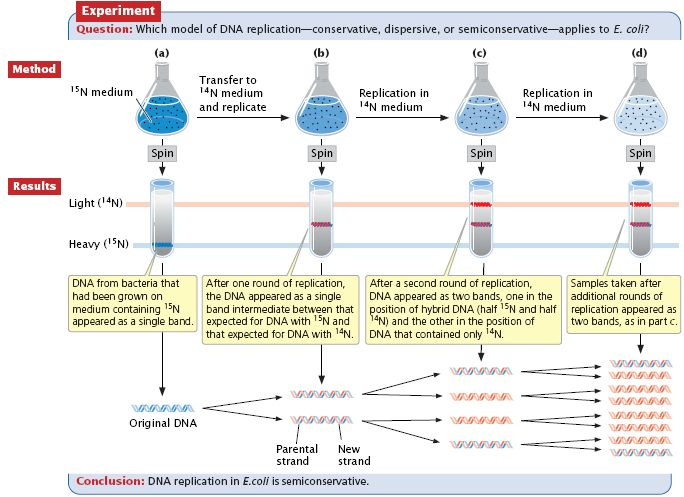 Experiment
Question: Which model of DNA replication—conservative, dispersive, or semiconservative—applies to E. coli?
(a)
(b)
(c)
(d)
Method
15N medium
Transfer to
14N medium
and replicate
Replication in
14N medium
Replication in
14N medium
Spin
Spin
Spin
Spin
Results
Light (14N)
Heavy (15N)
DNA from bacteria that
had been grown on
medium containing 15N
appeared as a single band.
After one round of replication,
the DNA appeared as a single
band intermediate between that
expected for DNA with 15N and
that expected for DNA with 14N.
After a second round of replication,
DNA appeared as two bands, one in the
position of hybrid DNA (half 15N and half
14N) and the other in the position of
DNA that contained only 14N.
Samples taken after
additional rounds of
replication appeared as
two bands, as in part c.
Original DNA
Parental
strand
New
strand
Conclusion: DNA replication in E.coli is semiconservative.